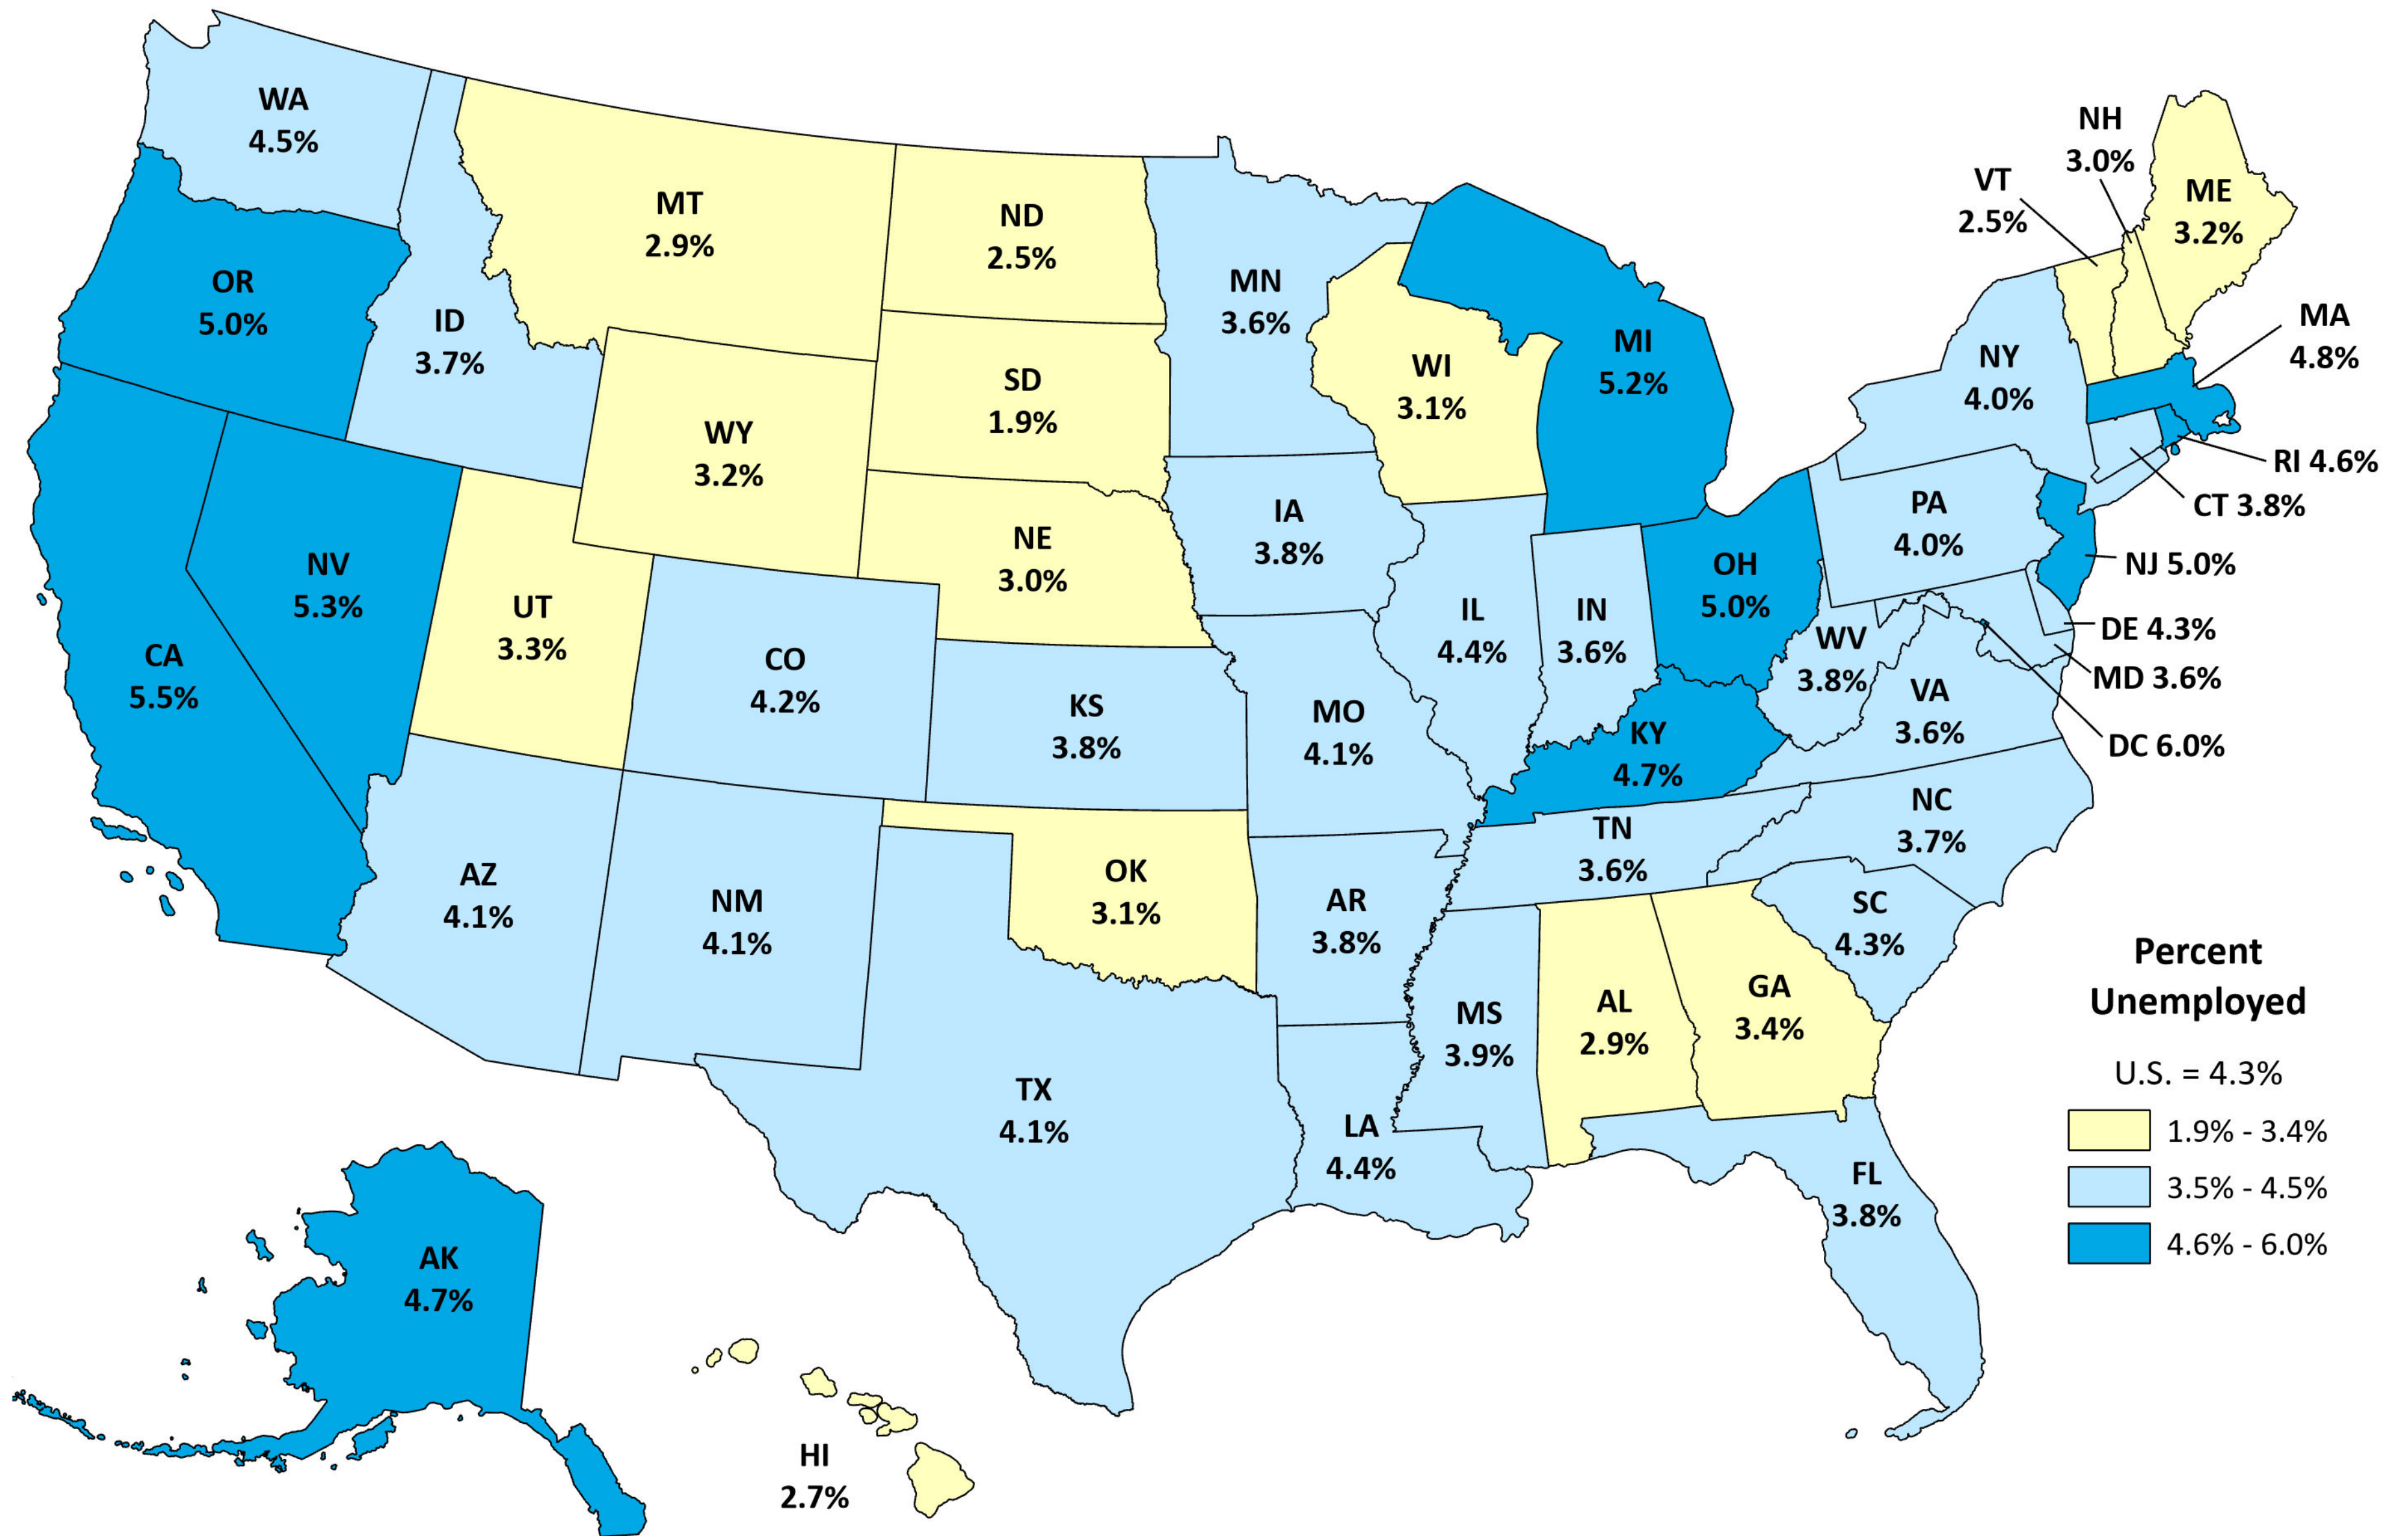 WA
4.5%
OR
5.0%
CA
5.5%
NV
5.3%
ID
3.7%
MT
2.9%
WY
3.2%
UT
3.3%
AZ
4.1%
CO
4.2%
NM
4.1%
ND
2.5%
SD
1.9%
NE
3.0%
KS
3.8%
OK
3.1%
TX
4.1%
MN
3.6%
IA
3.8%
MO
4.1%
AR
3.8%
LA
4.4%
WI
3.1%
IL
4.4%
MS
3.9%
MI
5.2%
IN
3.6%
OH
5.0%
KY
4.7%
TN
3.6%
AL
2.9%
GA
3.4%
FL
3.8%
SC
4.3%
NC
3.7%
VA
3.6%
WV
3.8%
PA
4.0%
NY
4.0%
VT
2.5%
NH
3.0%
ME
3.2%
MA
4.8%
RI 4.6%
CT 3.8%
NJ 5.0%
DE 4.3%
MD 3.6%
DC 6.0%
AK
4.7%
HI
2.7%
Percent
Unemployed
U.S. = 4.3%
1.9% - 3.4%
3.5% - 4.5%
4.6% - 6.0%